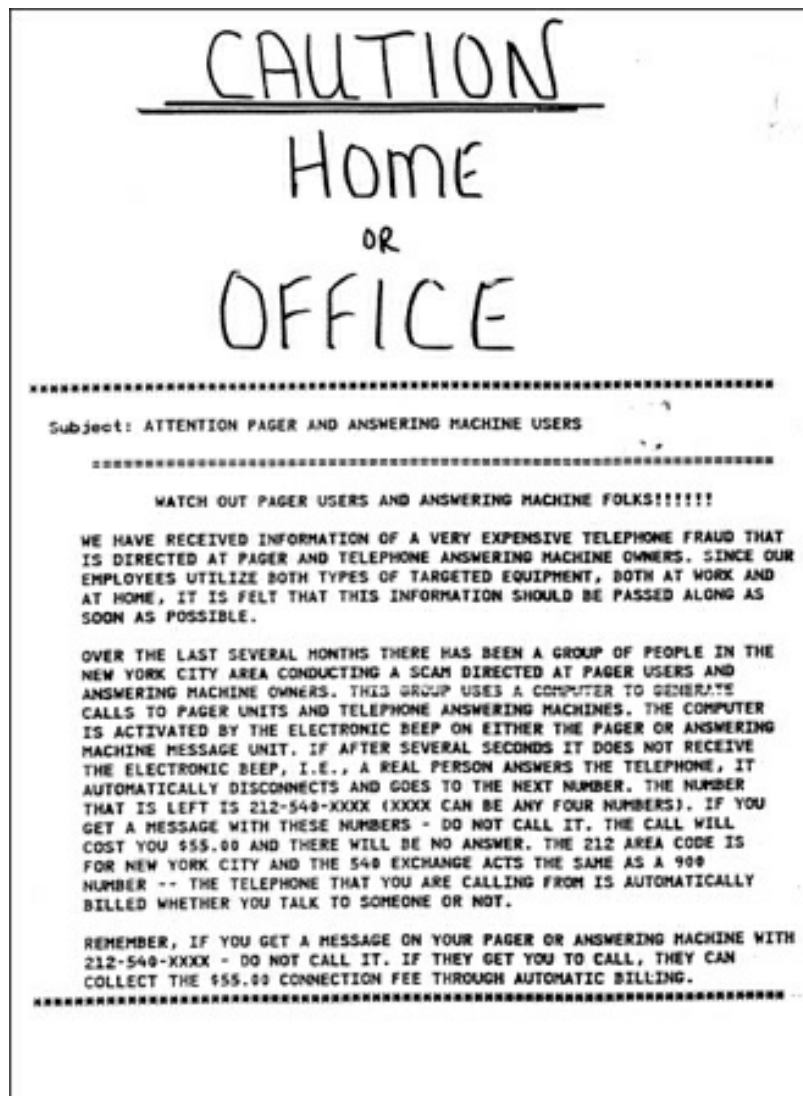 CAUTION
HOME
OR
OFFICE
Subject: ATTENTION PAGER AND ANSWERING MACHINE USERS
WATCH OUT PAGER USERS AND ANSWERING MACHINE FOLKS!!!!!!
WE HAVE RECEIVED INFORMATION OF A VERY EXPENSIVE TELEPHONE FRAUD THAT
IS DIRECTED AT PAGER AND TELEPHONE ANSWERING MACHINE OWNERS. SINCE OUR
EMPLOYEES UTILIZE BOTH TYPES OF TARGETED EQUIPMENT, BOTH AT WORK AND
AT HOME, IT IS FELT THAT THIS INFORMATION SHOULD BE PASSED ALONG AS
SOON AS POSSIBLE.
OVER THE LAST SEVERAL MONTHS THERE HAS BEEN A GROUP OF PEOPLE IN THE
NEW YORK CITY AREA CONDUCTING A SCAM DIRECTED AT PAGER USERS AND
ANSWERING MACHINE OWNERS. THIS GROUP USES A COMPUTER TO GENERATE
CALLS TO PAGER UNITS AND TELEPHONE ANSWERING MACHINES. THE COMPUTER
IS ACTIVATED BY THE ELECTRONIC BEEP ON EITHER THE PAGER OR ANSWERING
MACHINE MESSAGE UNIT. IF AFTER SEVERAL SECONDS IT DOES NOT RECEIVE
THE ELECTRONIC BEEP, I.E., A REAL PERSON ANSWERS THE TELEPHONE, IT
AUTOMATICALLY DISCONNECTS AND GOES TO THE NEXT NUMBER. THE NUMBER
THAT IS LEFT IS 212-540-XXXX (XXXX CAN BE ANY FOUR NUMBERS). IF YOU
GET A MESSAGE WITH THESE NUMBERS - DO NOT CALL IT. THE CALL WILL
COST YOU $55.00 AND THERE WILL BE NO ANSWER. THE 212 AREA CODE IS
FOR NEW YORK CITY AND THE 540 EXCHANGE ACTS THE SAME AS A 900
NUMBER -- THE TELEPHONE THAT YOU ARE CALLING FROM IS AUTOMATICALLY
BILLED WHETHER YOU TALK TO SOMEONE OR NOT.
REMEMBER, IF YOU GET A MESSAGE ON YOUR PAGER OR ANSWERING MACHINE WITH
212-540-XXXX - DO NOT CALL IT. IF THEY GET YOU TO CALL, THEY CAN
COLLECT THE $55.00 CONNECTION FEE THROUGH AUTOMATIC BILLING.